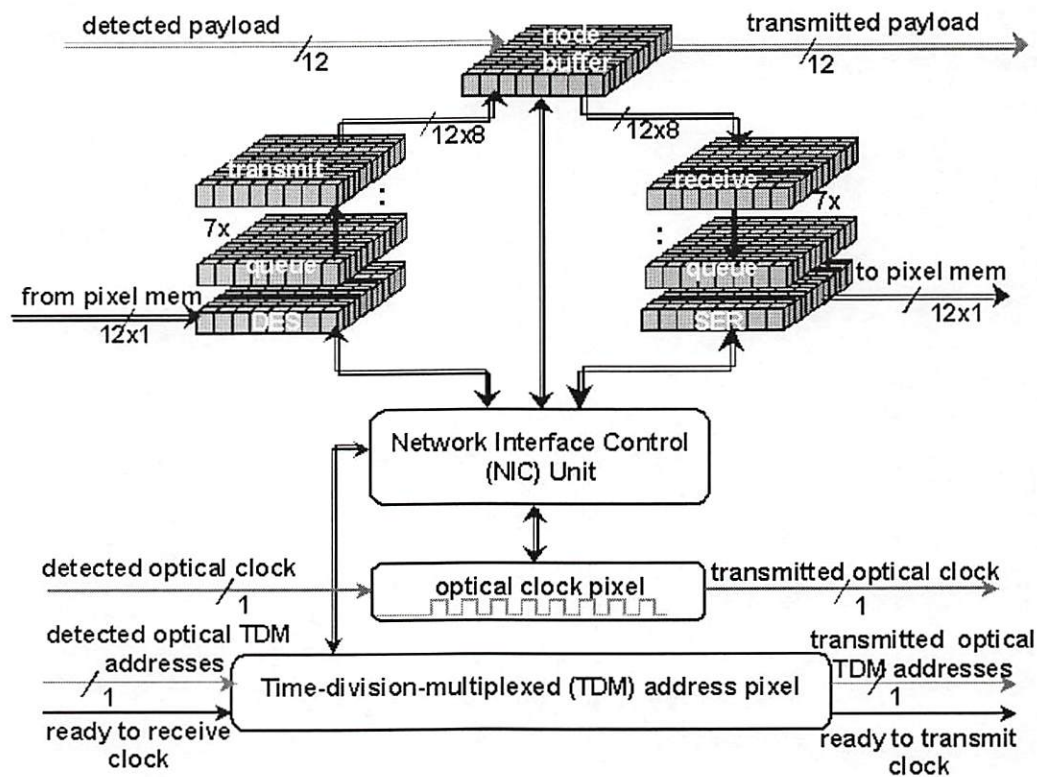 detected payload
12
node
buffer
transmitted payload
12
12x8
12x8
transmit
receive
7x
7x
queue
queue
from pixel mem
12x1
DES
SER
to pixel mem
12x1
Network Interface Control
(NIC) Unit
detected optical clock
1
optical clock pixel
transmitted optical clock
1
detected optical TDM
addresses
1
Time-division-multiplexed (TDM) address pixel
transmitted optical
TDM addresses
1
ready to receive
clock
ready to transmit
clock